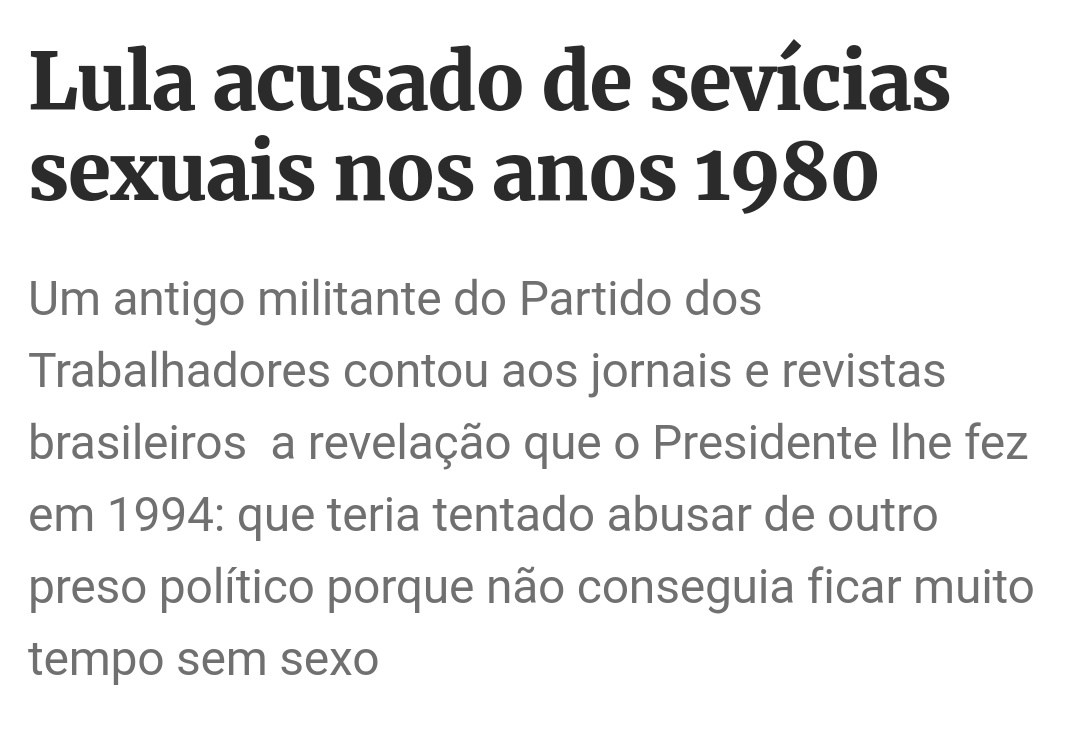 Lula acusado de sevícias
sexuais nos anos 1980
Um antigo militante do Partido dos
Trabalhadores contou aos jornais e revistas
brasileiros  a revelação que o Presidente lhe fez
em 1994: que teria tentado abusar de outro
preso político porque não conseguia ficar muito
tempo sem sexo